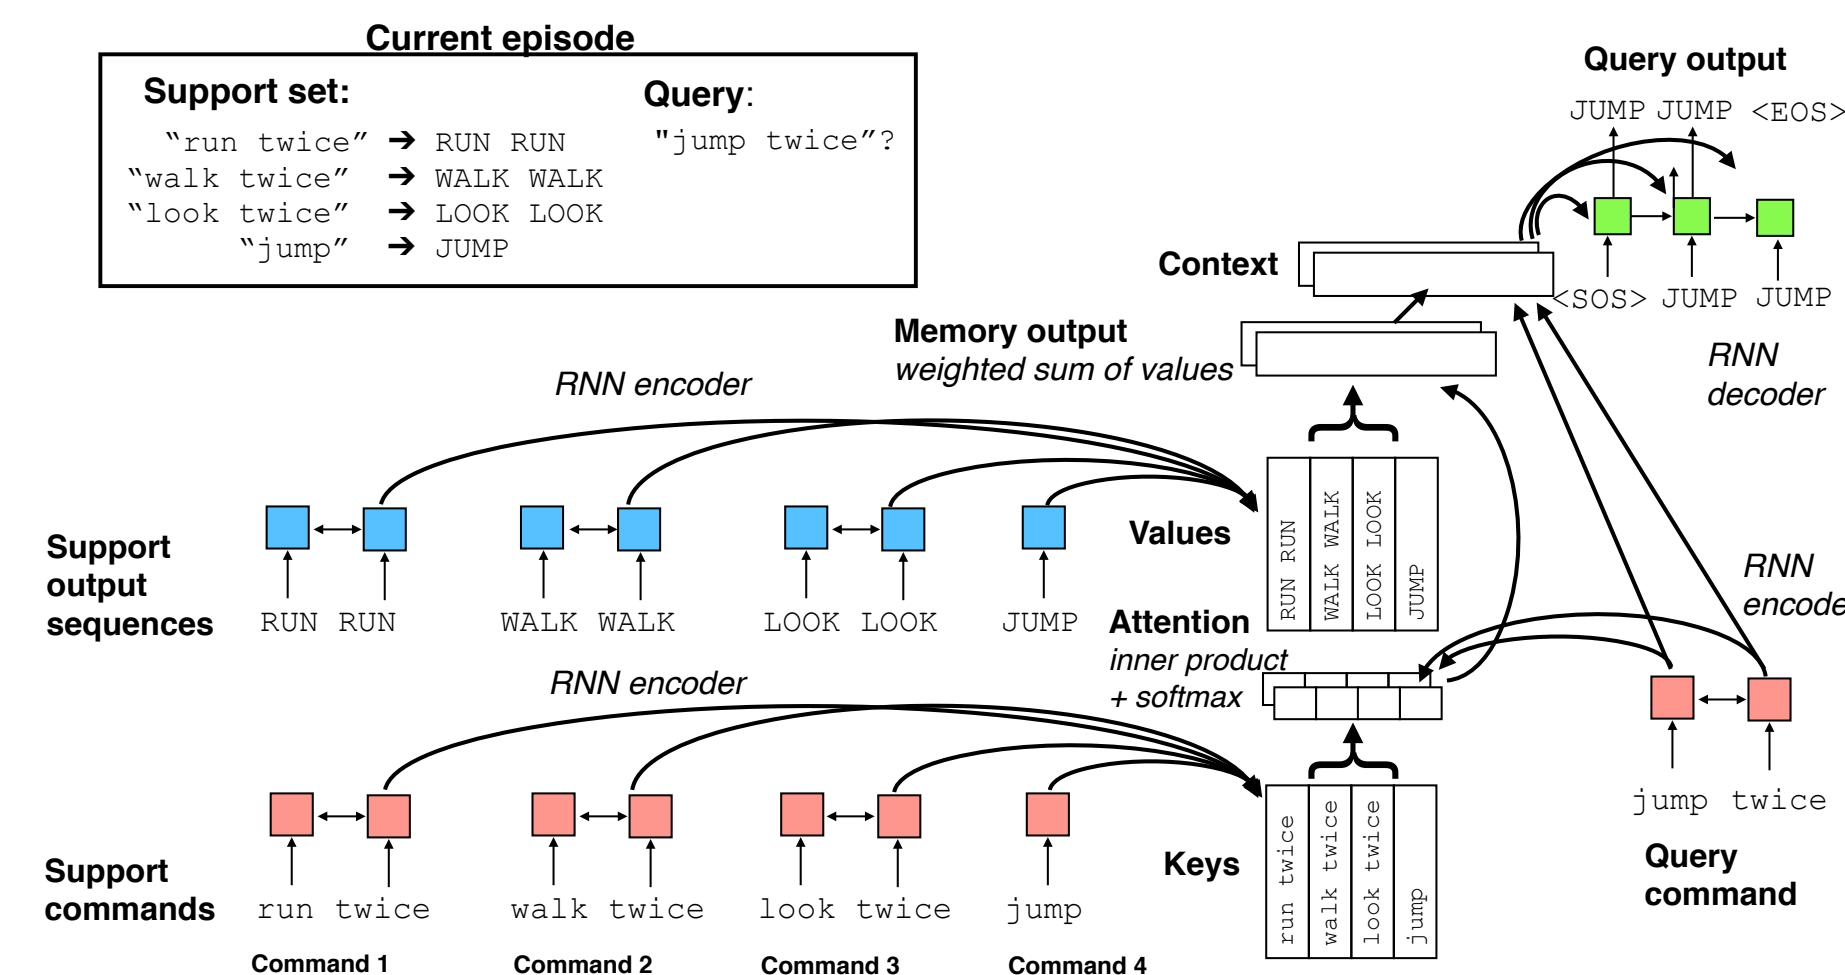 Current episode
Support set:
Query:
“run twice” ➔ RUN RUN
"jump twice”?
“walk twice” ➔ WALK WALK
“look twice” ➔ LOOK LOOK
“jump” ➔ JUMP
Query output
JUMP JUMP <EOS>
Context
<SOS> JUMP JUMP
Memory output
weighted sum of values
RNN
decoder
RNN encoder
Values
RUN RUN
WALK WALK
LOOK LOOK
JUMP
Support
output
sequences
RUN RUN
WALK WALK
LOOK LOOK
JUMP
RNN
encode
Attention
inner product
+ softmax
RNN encoder
jump twice
Query
command
Keys
run twice
walk twice
look twice
jump
Support
commands
run twice
walk twice
look twice
jump
Command 1
Command 2
Command 3
Command 4